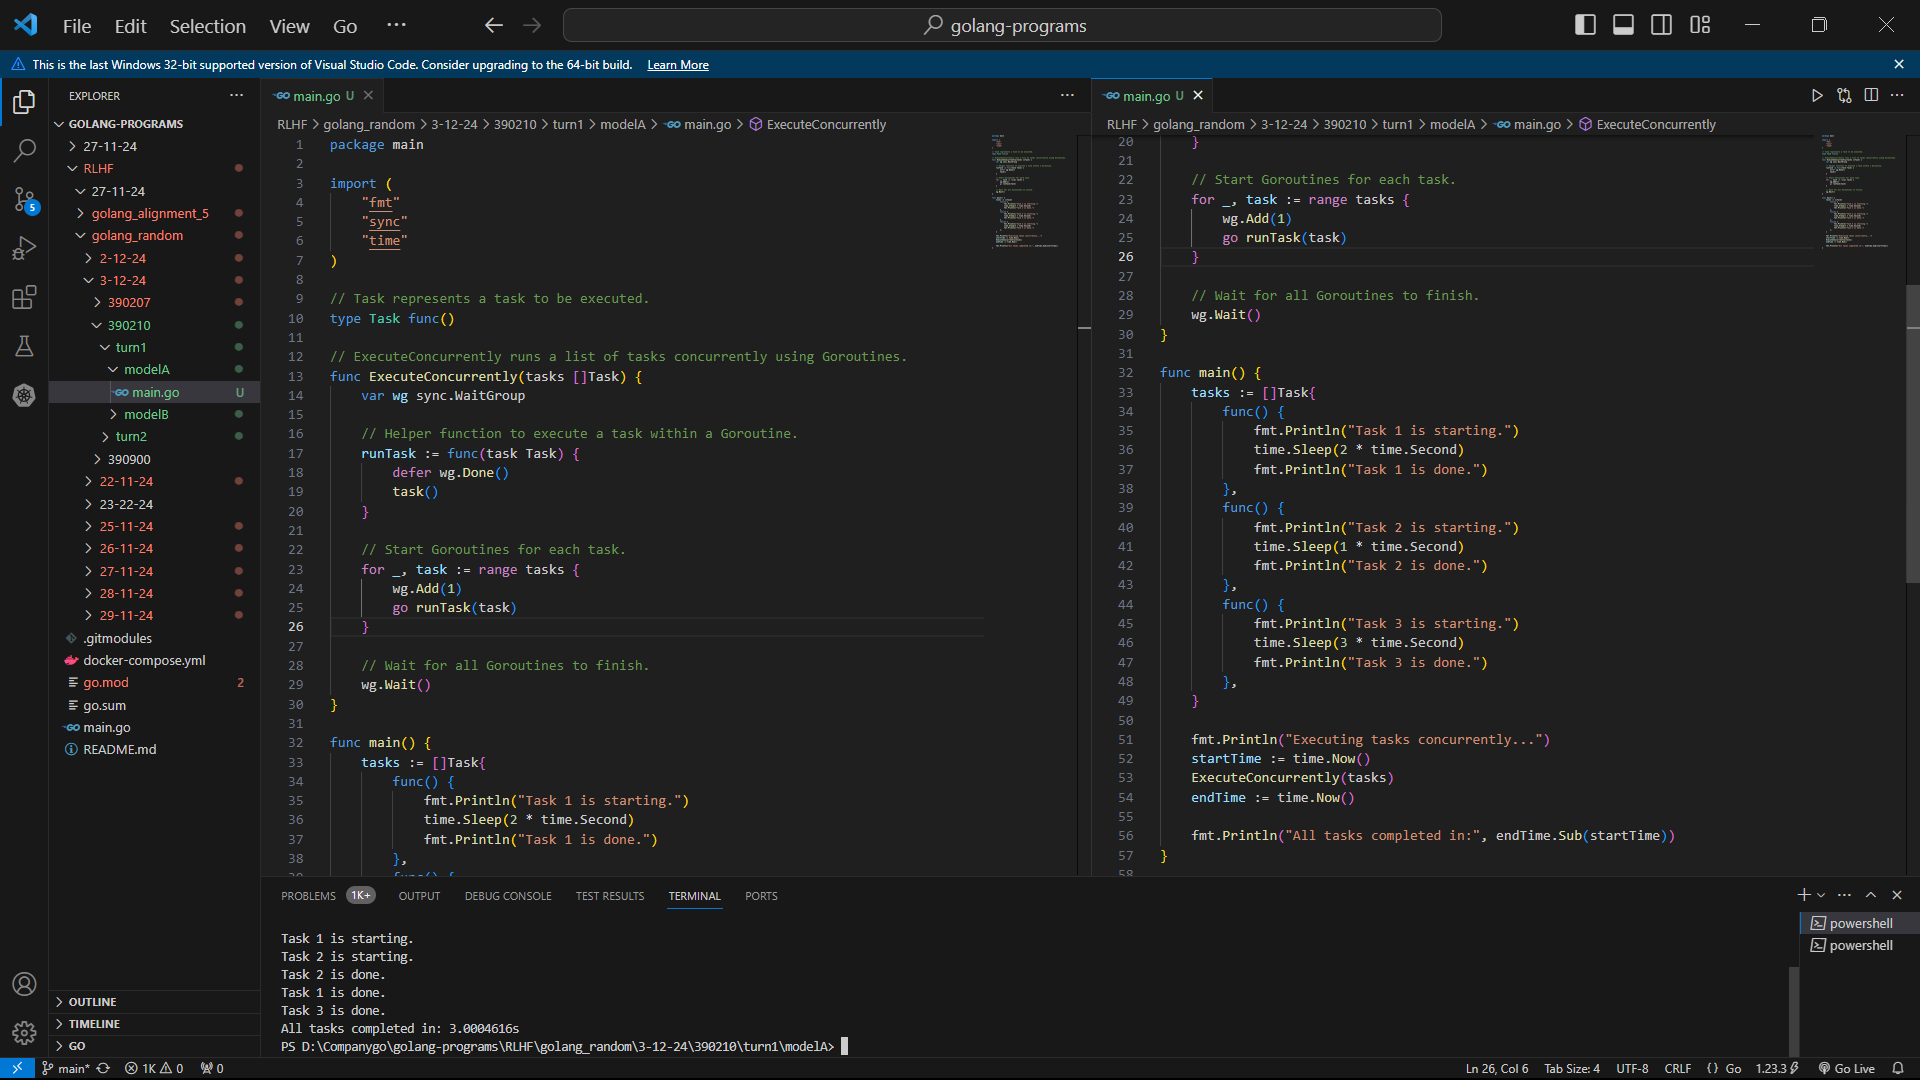 File Edit Selection View Go ···
golang-programs
This is the last Windows 32-bit supported version of Visual Studio Code. Consider upgrading to the 64-bit build. Learn More
EXPLORER
GOLANG-PROGRAMS
27-11-24
RLHF
27-11-24
golang_alignment_5
golang_random
2-12-24
3-12-24
390207
390210
turn1
modelA
main.go U
modelB
turn2
390900
22-11-24
23-22-24
25-11-24
26-11-24
27-11-24
28-11-24
29-11-24
.gitmodules
docker-compose.yml
go.mod 2
go.sum
main.go
README.md
OUTLINE
TIMELINE
GO
5
main.go U
RLHF > golang_random > 3-12-24 > 390210 > turn1 > modelA > main.go > ExecuteConcurrently
1 package main
2
3 import (
4 "fmt"
5 "sync"
6 "time"
7 )
8
9 // Task represents a task to be executed.
10 type Task func()
11
12 // ExecuteConcurrently runs a list of tasks concurrently using Goroutines.
13 func ExecuteConcurrently(tasks []Task) {
14 var wg sync.WaitGroup
15
16 // Helper function to execute a task within a Goroutine.
17 runTask := func(task Task) {
18 defer wg.Done()
19 task()
20 }
21
22 // Start Goroutines for each task.
23 for _, task := range tasks {
24 wg.Add(1)
25 go runTask(task)
26 }
27
28 // Wait for all Goroutines to finish.
29 wg.Wait()
30 }
31
32 func main() {
33 tasks := []Task{
34 func() {
35 fmt.Println("Task 1 is starting.")
36 time.Sleep(2 * time.Second)
37 fmt.Println("Task 1 is done.")
38 },
39 func() {
main.go U
RLHF > golang_random > 3-12-24 > 390210 > turn1 > modelA > main.go > ExecuteConcurrently
20 }
21
22 // Start Goroutines for each task.
23 for _, task := range tasks {
24 wg.Add(1)
25 go runTask(task)
26 }
27
28 // Wait for all Goroutines to finish.
29 wg.Wait()
30 }
31
32 func main() {
33 tasks := []Task{
34 func() {
35 fmt.Println("Task 1 is starting.")
36 time.Sleep(2 * time.Second)
37 fmt.Println("Task 1 is done.")
38 },
39 func() {
40 fmt.Println("Task 2 is starting.")
41 time.Sleep(1 * time.Second)
42 fmt.Println("Task 2 is done.")
43 },
44 func() {
45 fmt.Println("Task 3 is starting.")
46 time.Sleep(3 * time.Second)
47 fmt.Println("Task 3 is done.")
48 },
49 }
50
51 fmt.Println("Executing tasks concurrently...")
52 startTime := time.Now()
53 ExecuteConcurrently(tasks)
54 endTime := time.Now()
55
56 fmt.Println("All tasks completed in:", endTime.Sub(startTime))
57 }
58
PROBLEMS 1K+ OUTPUT DEBUG CONSOLE TEST RESULTS TERMINAL PORTS
Task 1 is starting.
Task 2 is starting.
Task 2 is done.
Task 1 is done.
Task 3 is done.
All tasks completed in: 3.0004616s
PS D:\Companygo\golang-programs\RLHF\golang_random\3-12-24\390210\turn1\modelA>
powershell
powershell
main* 1K 0 0 Ln 26, Col 6 Tab Size: 4 UTF-8 CRLF {} Go 1.23.3 Go Live